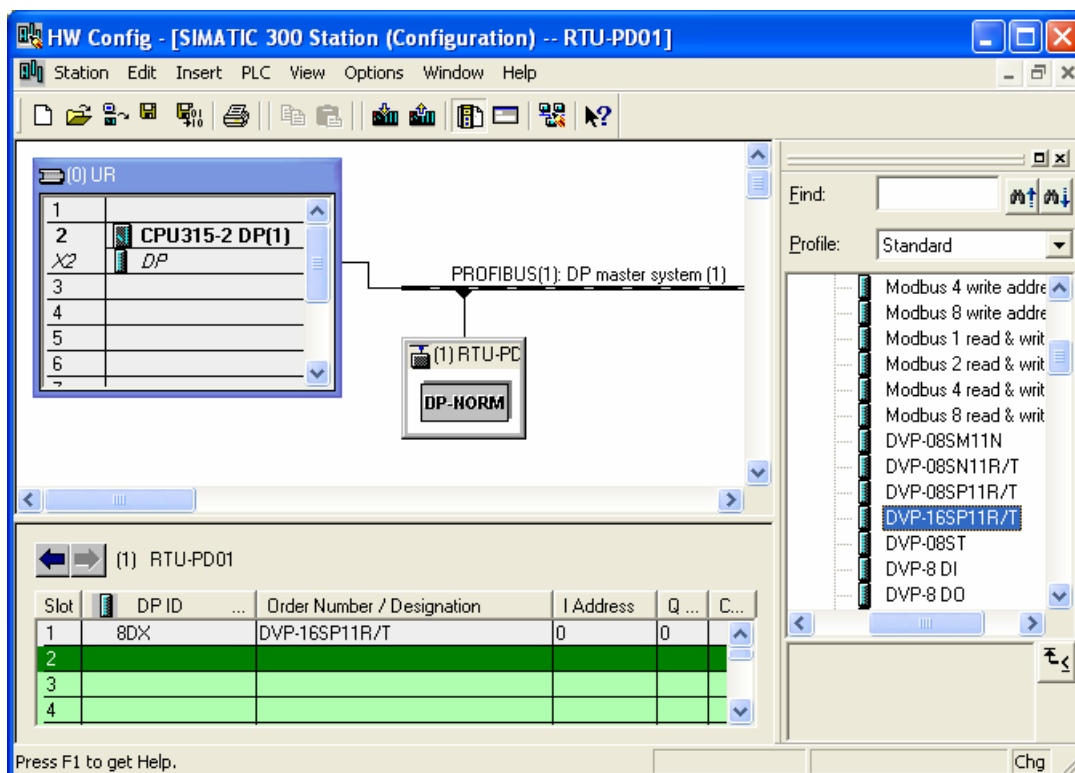 HW Config - [SIMATIC 300 Station (Configuration) -- RTU-PD01]
Station Edit Insert PLC View Options Window Help
(0) UR
1
2 CPU315-2 DP(1)
X2 DP
3
4
5
6
PROFIBUS(1): DP master system (1)
(1) RTU-PD
DP-NORM
Find:
Profile: Standard
Modbus 4 write addre
Modbus 8 write addre
Modbus 1 read & writ
Modbus 2 read & writ
Modbus 4 read & writ
Modbus 8 read & writ
DVP-08SM11N
DVP-08SN11R/T
DVP-08SP11R/T
DVP-16SP11R/T
DVP-08ST
DVP-8 DI
DVP-8 DO
(1) RTU-PD01
Slot DP ID ... Order Number / Designation I Address Q ... C...
1 8DX DVP-16SP11R/T 0 0
2
3
4
Press F1 to get Help.
Chg